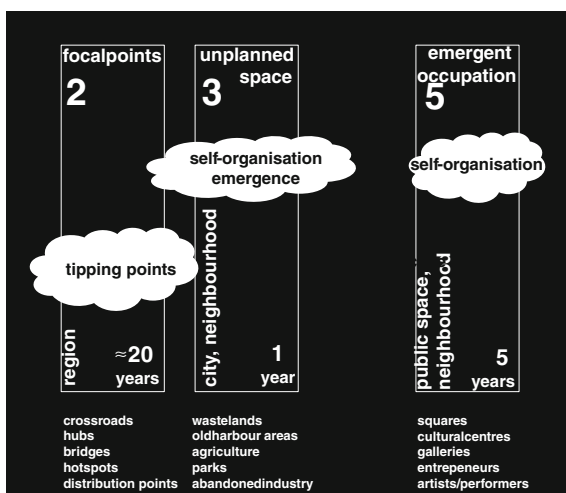 focalpoints
2
tipping points
region
≈20
years
crossroads
hubs
bridges
hotspots
distribution points
unplanned
space
3
self-organisation
emergence
city, neighbourhood
1
year
wastelands
oldharbour areas
agriculture
parks
abandonedindustry
emergent
occupation
5
self-organisation
public space,
neighbourhood
5
years
squares
culturalcentres
galleries
entrepeneurs
artists/performers